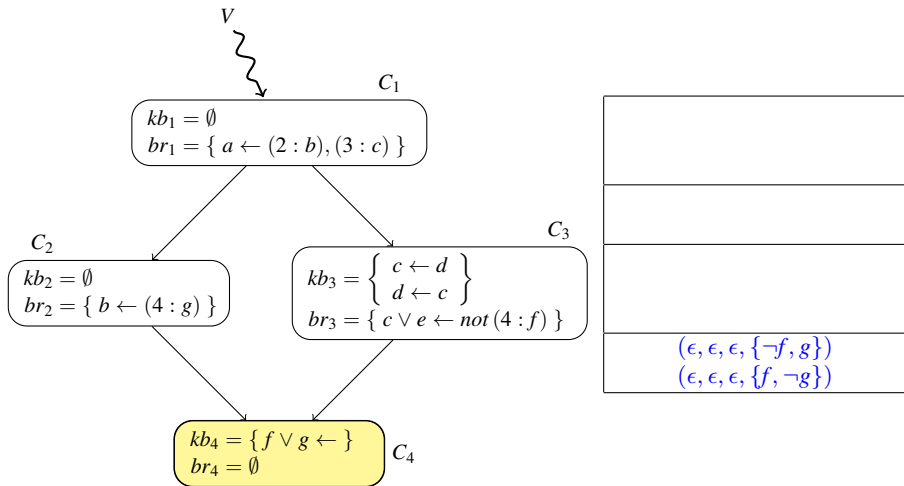 V
C₁
kb₁ = ∅
br₁ = { a ← (2 : b), (3 : c) }
C₂
kb₂ = ∅
br₂ = { b ← (4 : g) }
C₃
kb₃ = { c ← d
d ← c }
br₃ = { c ∨ e ← not (4 : f) }
(ϵ, ϵ, ϵ, {¬f, g})
(ϵ, ϵ, ϵ, {f, ¬g})
kb₄ = { f ∨ g ← }
br₄ = ∅
C₄